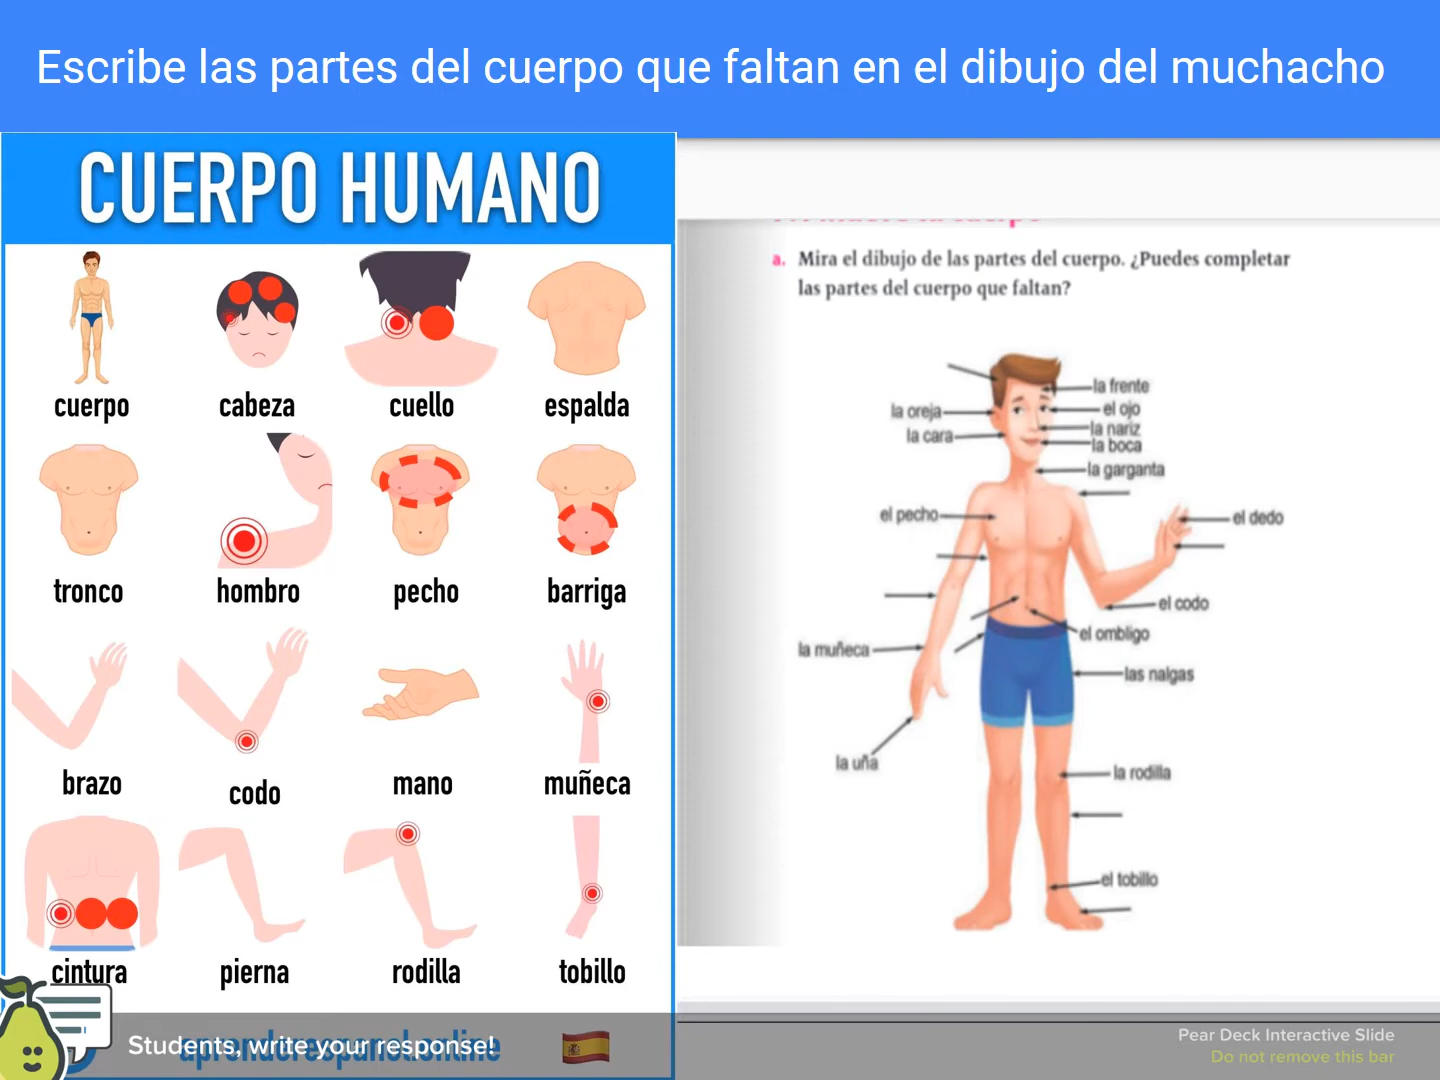 Escribe las partes del cuerpo que faltan en el dibujo del muchacho
CUERPO HUMANO
cuerpo
cabeza
cuello
espalda
tronco
hombro
pecho
barriga
brazo
codo
mano
muñeca
cintura
pierna
rodilla
tobillo
aprenderespanol.online
a. Mira el dibujo de las partes del cuerpo. ¿Puedes completar
las partes del cuerpo que faltan?
la frente
la oreja
el ojo
la cara
la nariz
la boca
la garganta
el pecho
el dedo
el codo
el ombligo
la muñeca
las nalgas
la uña
la rodilla
el tobillo
Students, write your response!
Pear Deck Interactive Slide
Do not remove this bar